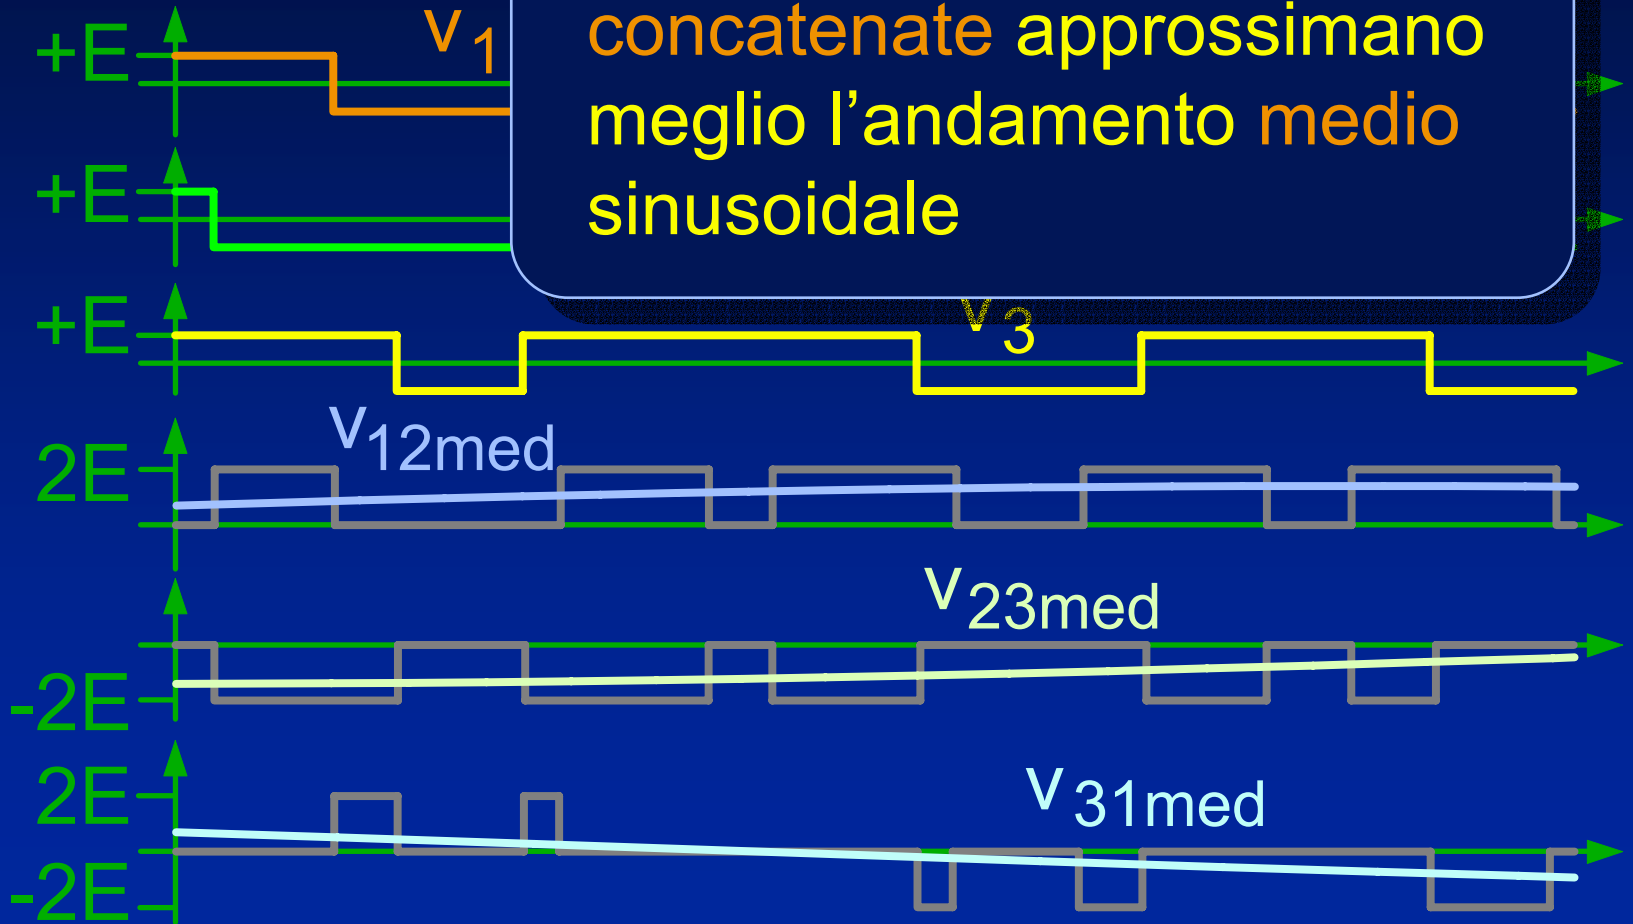 +E
v1
concatenate approssimano
meglio l’andamento medio
+E
sinusoidale
+E
v3
v12med
2E
v23med
-2E
2E
v31med
-2E